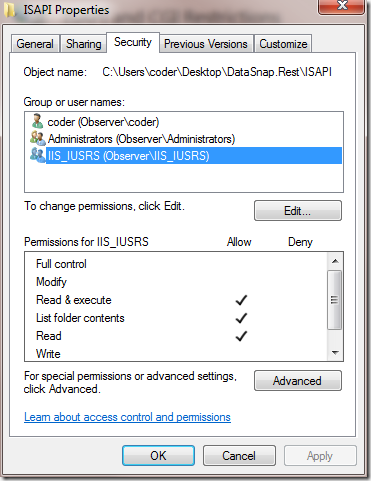 ISAPI Properties
General Sharing Security Previous Versions Customize
Object name: C:\Users\coder\Desktop\DataSnap.Rest\ISAPI
Group or user names:
coder (Observer\coder)
Administrators (Observer\Administrators)
IIS_IUSRS (Observer\IIS_IUSRS)
To change permissions, click Edit.
Edit...
Permissions for IIS_IUSRS Allow Deny
Full control
Modify
Read & execute
List folder contents
Read
Write
For special permissions or advanced settings,
click Advanced.
Advanced
Learn about access control and permissions
OK Cancel Apply